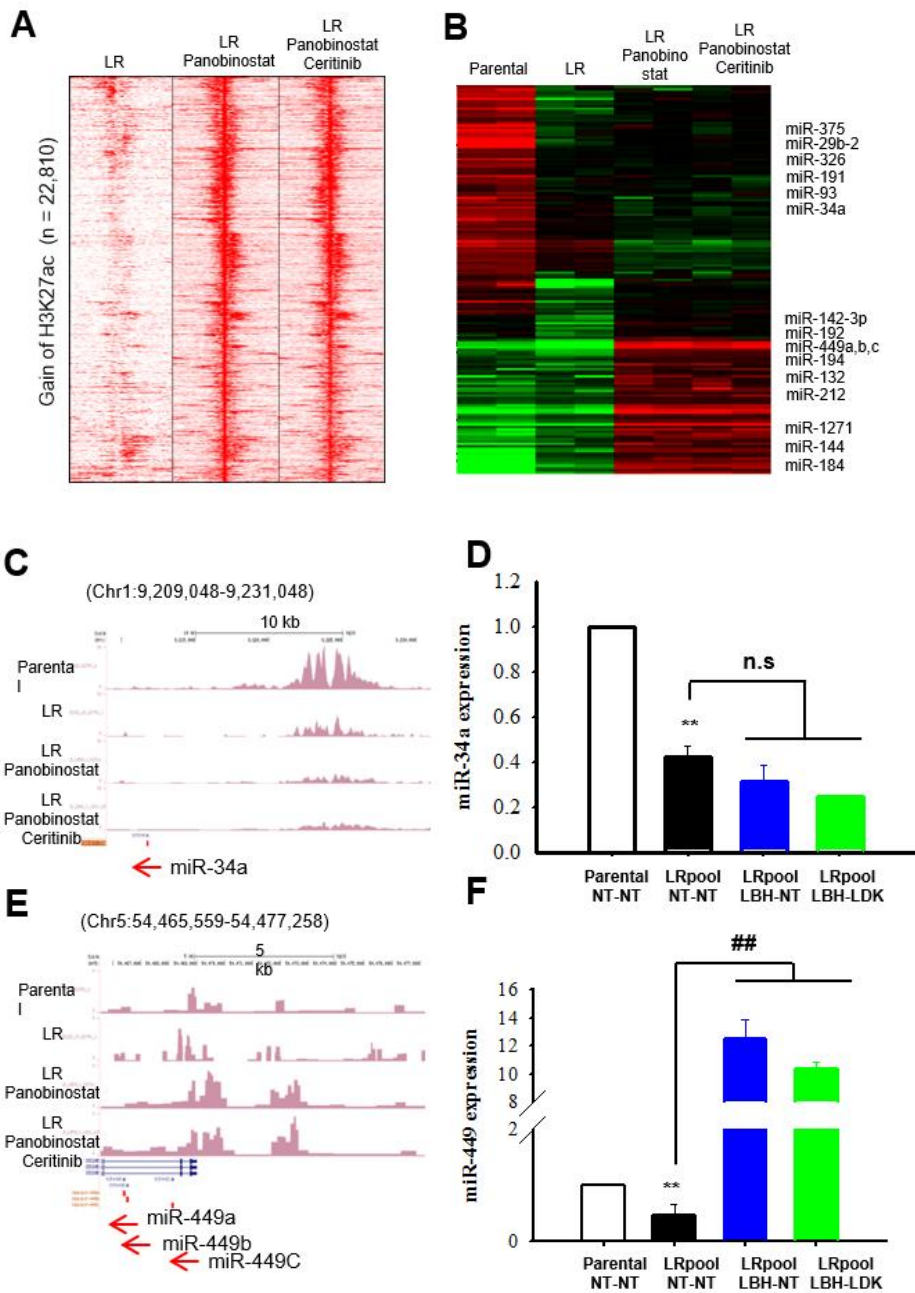 A
LR
LR
Panobinostat
LR
Panobinostat
Ceritinib
Gain of H3K27ac (n = 22,810)
B
Parental
LR
LR
Panobino
stat
LR
Panobinostat
Ceritinib
miR-375
miR-29b-2
miR-326
miR-191
miR-93
miR-34a
miR-142-3p
miR-192
miR-449a,b,c
miR-194
miR-132
miR-212
miR-1271
miR-144
miR-184
C
(Chr1:9,209,048-9,231,048)
10 kb
Parenta
l
LR
LR
Panobinostat
LR
Panobinostat
Ceritinib
miR-34a
D
miR-34a expression
1.2
1.0
0.8
0.6
0.4
0.2
0.0
**
n.s
Parental
NT-NT
LRpool
NT-NT
LRpool
LBH-NT
LRpool
LBH-LDK
E
(Chr5:54,465,559-54,477,258)
5
kb
Parenta
l
LR
LR
Panobinostat
LR
Panobinostat
Ceritinib
miR-449a
miR-449b
miR-449C
F
miR-449 expression
16
14
12
10
8
2
0
**
##
Parental
NT-NT
LRpool
NT-NT
LRpool
LBH-NT
LRpool
LBH-LDK